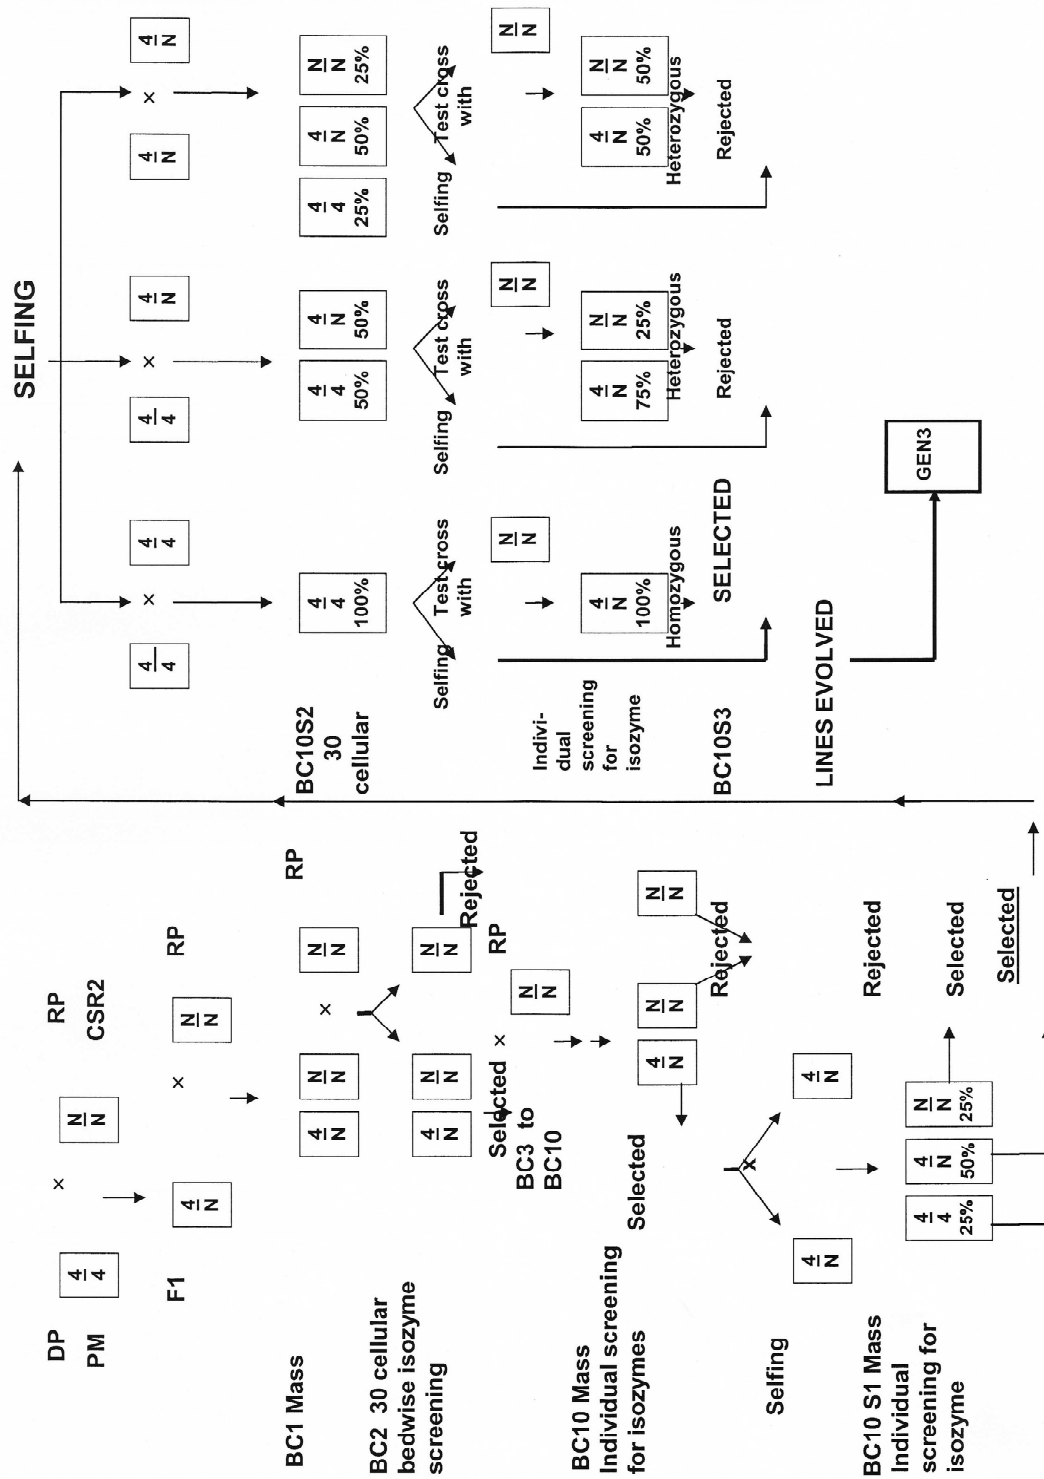 DP
PM
4
4
×
N
N
RP
CSR2
F1
4
N
×
N
N
RP
BC1 Mass
4
N
N
N
×
N
N
RP
BC2 30 cellular
bedwise isozyme
screening
4
N
N
N
N
N
Rejected
Selected
BC3 to
BC10
×
N
N
RP
BC10 Mass
Individual screening
for isozymes
4
N
N
N
N
N
Selected
Rejected
Selfing
4
N
×
4
N
BC10 S1 Mass
Individual
screening for
isozyme
4
4
25%
4
N
50%
N
N
25%
Rejected
Selected
Selected
SELFING
4
4
×
4
4
4
4
×
4
N
4
N
×
4
N
BC10S2
30
cellular
4
4
100%
4
4
50%
4
N
50%
4
4
25%
4
N
50%
N
N
25%
Selfing
Test cross
with
Selfing
Test cross
with
Selfing
Test cross
with
N
N
N
N
N
N
Indivi-
dual
screening
for
isozyme
4
N
100%
4
N
75%
N
N
25%
4
N
50%
N
N
50%
Homozygous
Heterozygous
Heterozygous
BC10S3
SELECTED
Rejected
Rejected
LINES EVOLVED
GEN3